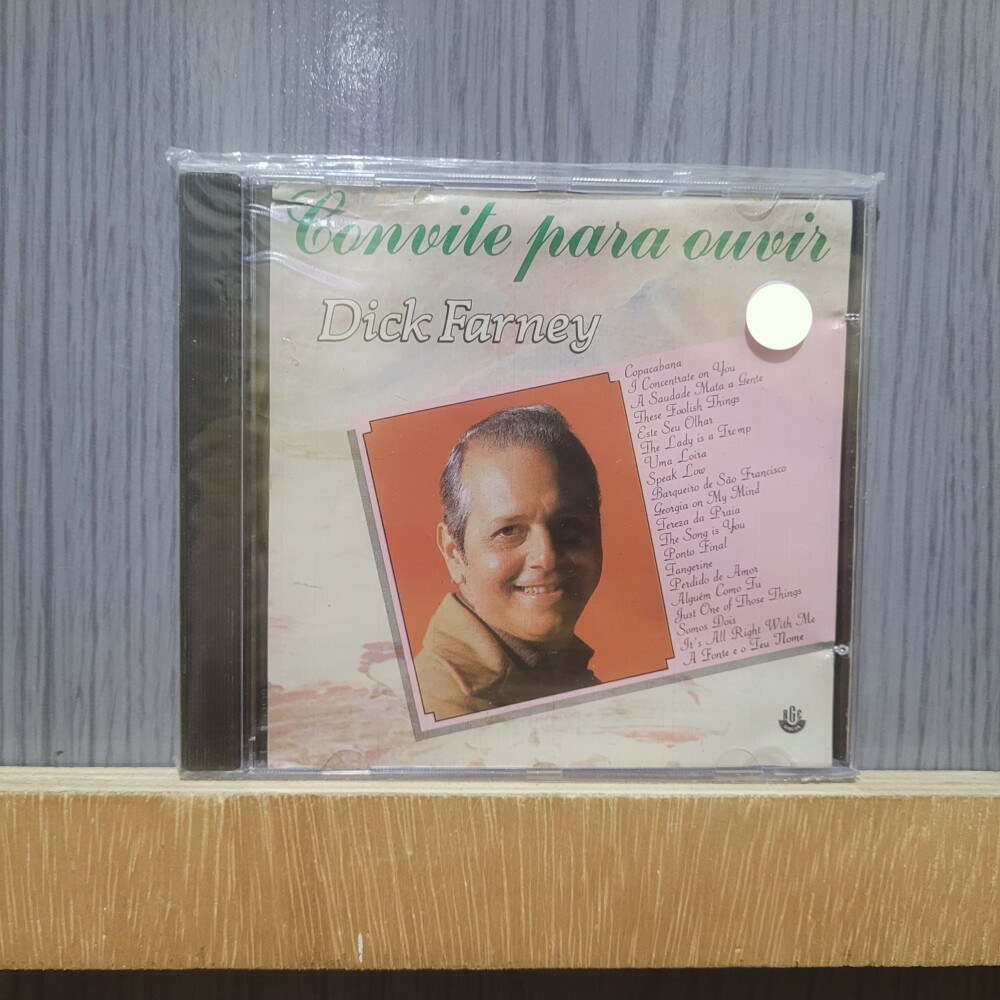 Convite para ouvir
Dick Farney
Copacabana
I Concentrate on You
A Saudade Mata a Gente
These Foolish Things
Este Seu Olhar
The Lady is a Tramp
Uma Loira
Speak Low
Barqueiro de São Francisco
Georgia on My Mind
Tereza da Praia
The Song is You
Ponto Final
Tangerine
Perdido de Amor
Alguém Como Tu
Just One of Those Things
Somos Dois
It's All Right With Me
A Fonte e o Teu Nome
RGE